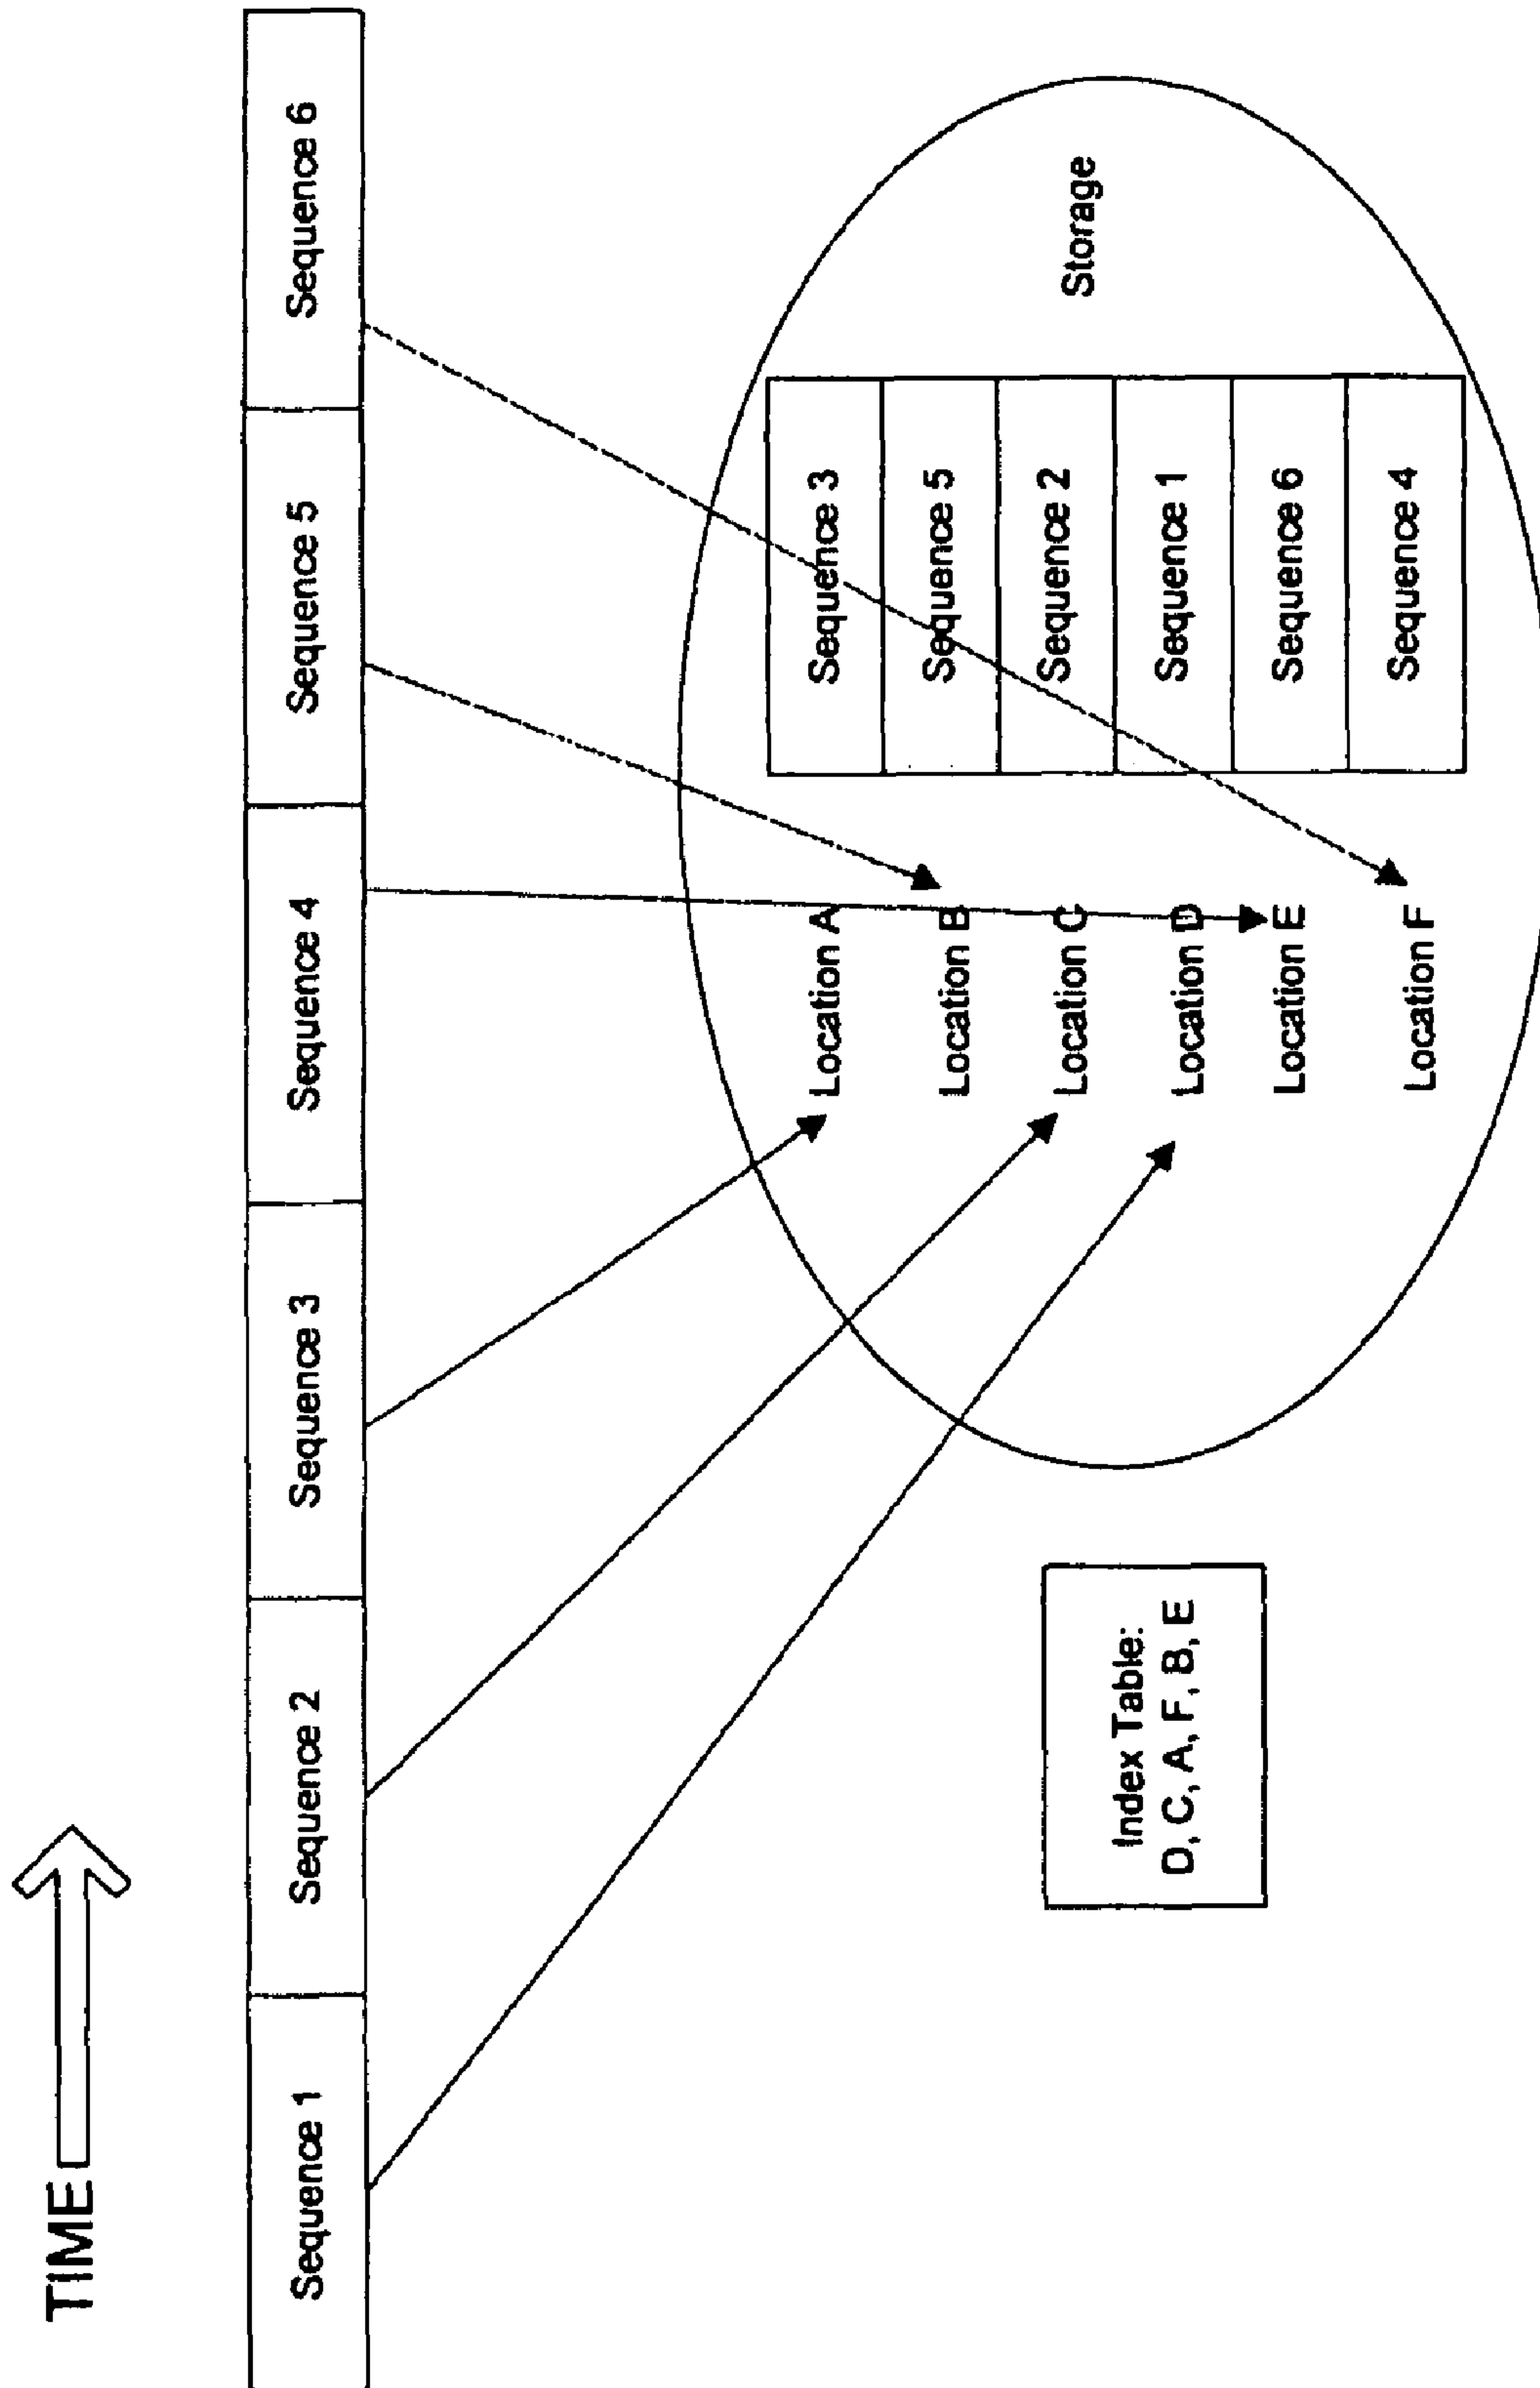 TIME
Sequence 1
Sequence 2
Sequence 3
Sequence 4
Sequence 5
Sequence 6
Location A
Location B
Location C
Location D
Location E
Location F
Sequence 3
Sequence 5
Sequence 2
Sequence 1
Sequence 6
Sequence 4
Storage
Index Table:
D, C, A, F, B, E